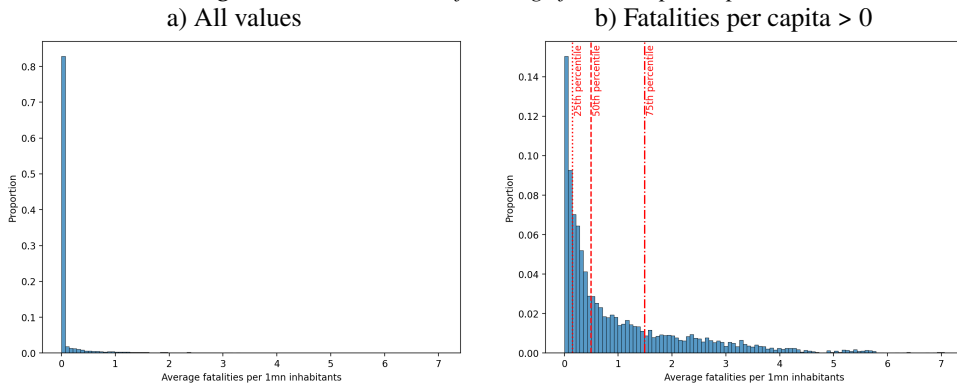 a) All values
b) Fatalities per capita > 0
0.8
0.7
0.6
0.5
0.4
0.3
0.2
0.1
0.0
Proportion
0 1 2 3 4 5 6 7
Average fatalities per 1mn inhabitants
0.14
0.12
0.10
0.08
0.06
0.04
0.02
0.00
Proportion
25th percentile
50th percentile
75th percentile
0 1 2 3 4 5 6 7
Average fatalities per 1mn inhabitants